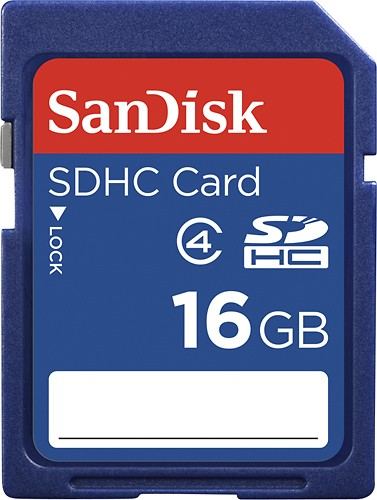 SanDisk
SDHC Card
LOCK
4
SD
HC
16 GB